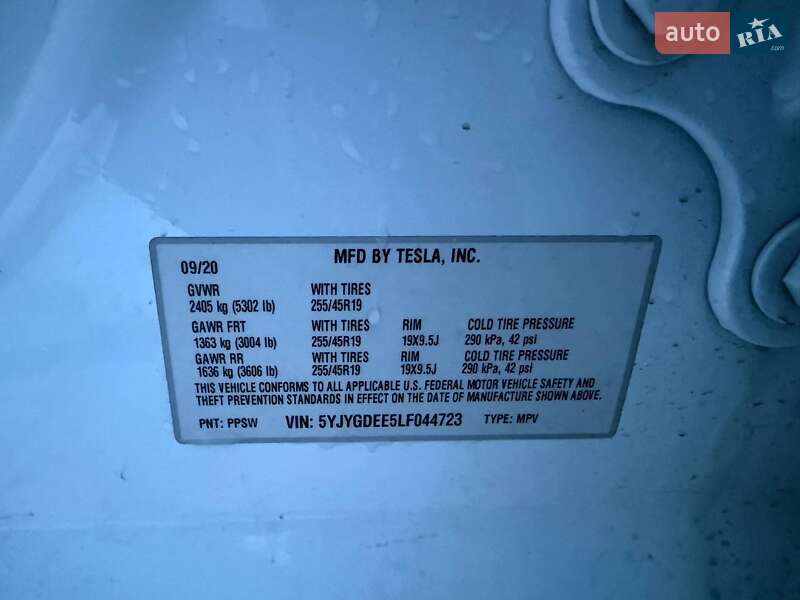 auto RIA.com
09/20 MFD BY TESLA, INC.
GVWR WITH TIRES
2405 kg (5302 lb) 255/45R19
GAWR FRT WITH TIRES RIM COLD TIRE PRESSURE
1363 kg (3004 lb) 255/45R19 19X9.5J 290 kPa, 42 psi
GAWR RR WITH TIRES RIM COLD TIRE PRESSURE
1636 kg (3606 lb) 255/45R19 19X9.5J 290 kPa, 42 psi
THIS VEHICLE CONFORMS TO ALL APPLICABLE U.S. FEDERAL MOTOR VEHICLE SAFETY AND
THEFT PREVENTION STANDARDS IN EFFECT ON THE DATE OF MANUFACTURE SHOWN ABOVE.
PNT: PPSW VIN: 5YJYGDEE5LF044723 TYPE: MPV